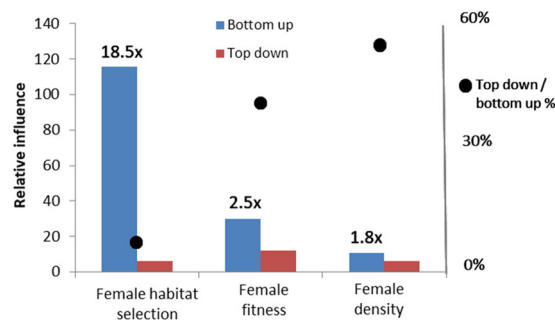 140
120
100
80
60
40
20
0
Relative influence
Bottom up
Top down
18.5x
2.5x
1.8x
60%
30%
0%
Top down /
bottom up %
Female habitat
selection
Female
fitness
Female
density